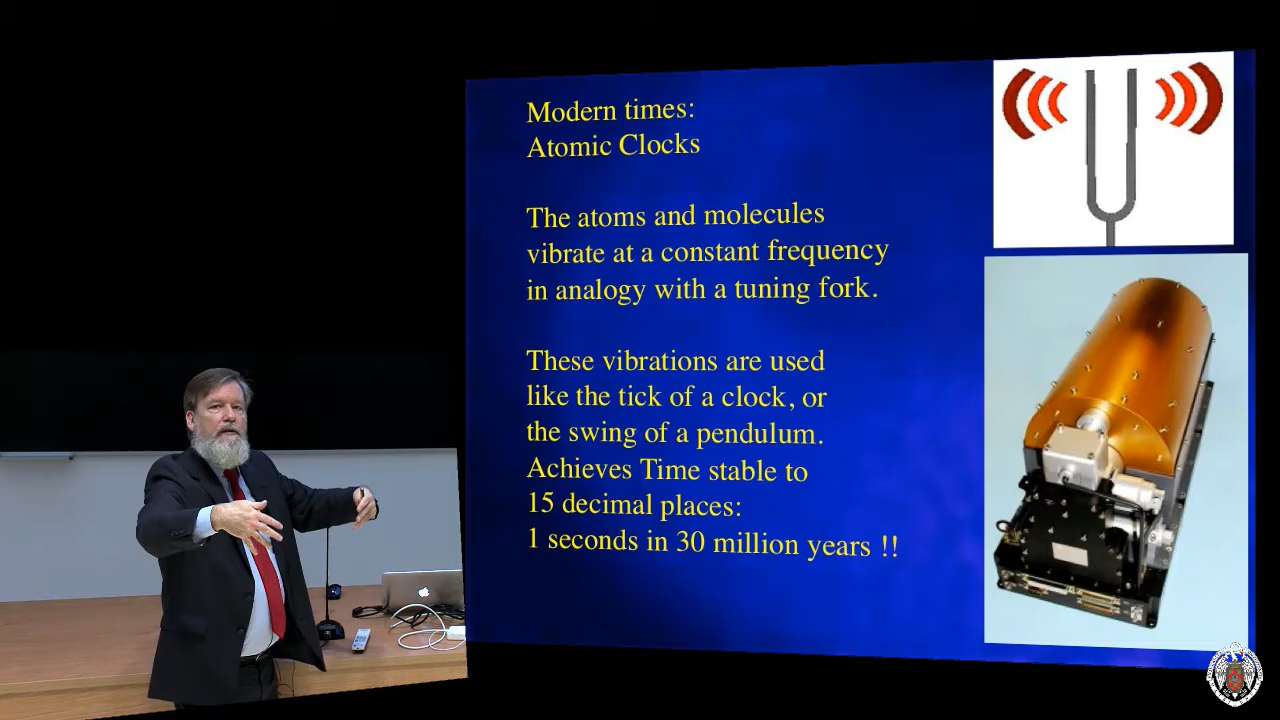 Modern times:
Atomic Clocks
The atoms and molecules
vibrate at a constant frequency
in analogy with a tuning fork.
These vibrations are used
like the tick of a clock, or
the swing of a pendulum.
Achieves Time stable to
15 decimal places:
1 seconds in 30 million years !!